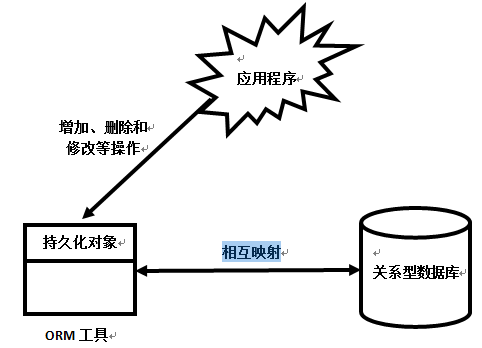 应用程序
增加、删除和
修改等操作
持久化对象
相互映射
关系型数据库
ORM 工具